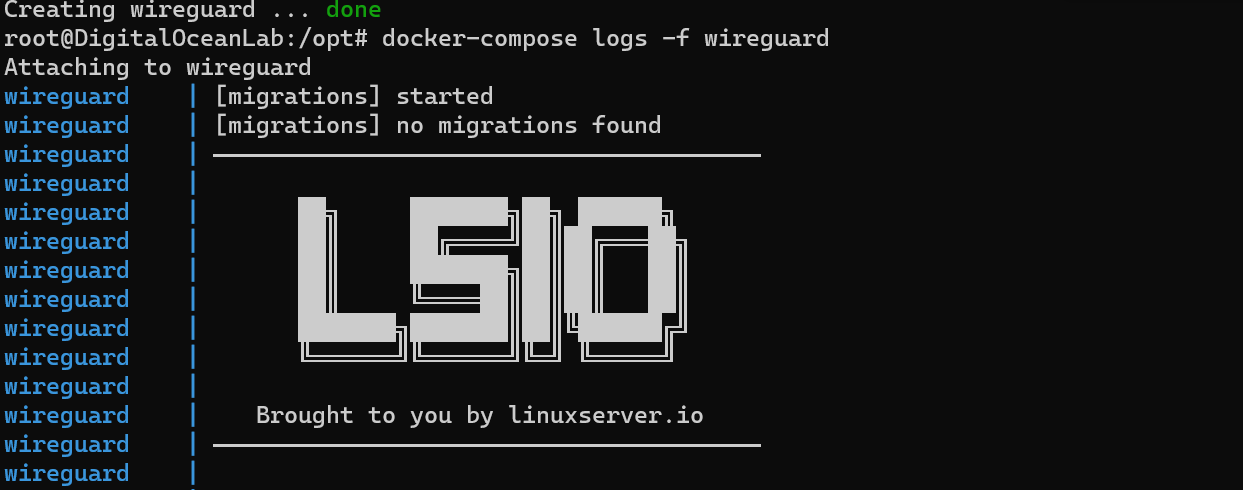 Creating wireguard ... done
root@DigitalOceanLab:/opt# docker-compose logs -f wireguard
Attaching to wireguard
wireguard    | [migrations] started
wireguard    | [migrations] no migrations found
wireguard    | ───────────────────────────────────────
wireguard    |
wireguard    | LSIO
wireguard    |
wireguard    |
wireguard    |
wireguard    |
wireguard    |
wireguard    |
wireguard    |    Brought to you by linuxserver.io
wireguard    | ───────────────────────────────────────
wireguard    |